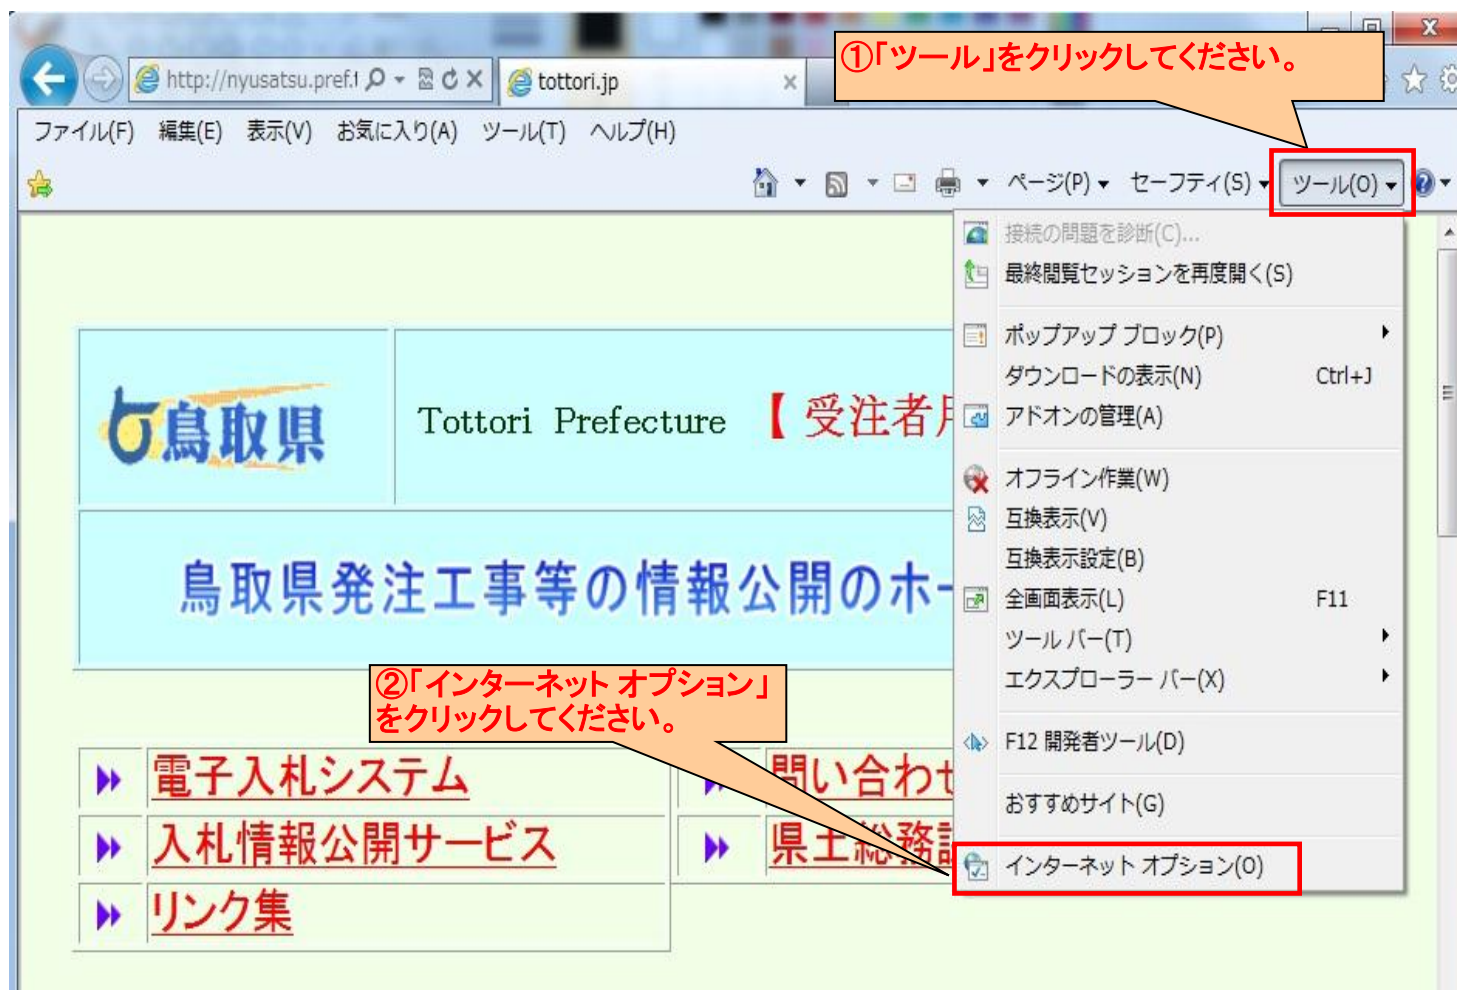 ①「ツール」をクリックしてください。
http://nyusatsu.pref.t
tottori.jp
ファイル(F) 編集(E) 表示(V) お気に入り(A) ツール(T) ヘルプ(H)
ページ(P) セーフティ(S) ツール(O)
接続の問題を診断(C)...
最終閲覧セッションを再度開く(S)
ポップアップ ブロック(P)
ダウンロードの表示(N) Ctrl+J
アドオンの管理(A)
オフライン作業(W)
互換表示(V)
互換表示設定(B)
全画面表示(L) F11
ツール バー(T)
エクスプローラー バー(X)
F12 開発者ツール(D)
おすすめサイト(G)
インターネット オプション(O)
鳥取県
Tottori Prefecture 【受注者
鳥取県発注工事等の情報公開のホー
②「インターネット オプション」
をクリックしてください。
電子入札システム
問い合わせ
入札情報公開サービス
県土総務
リンク集